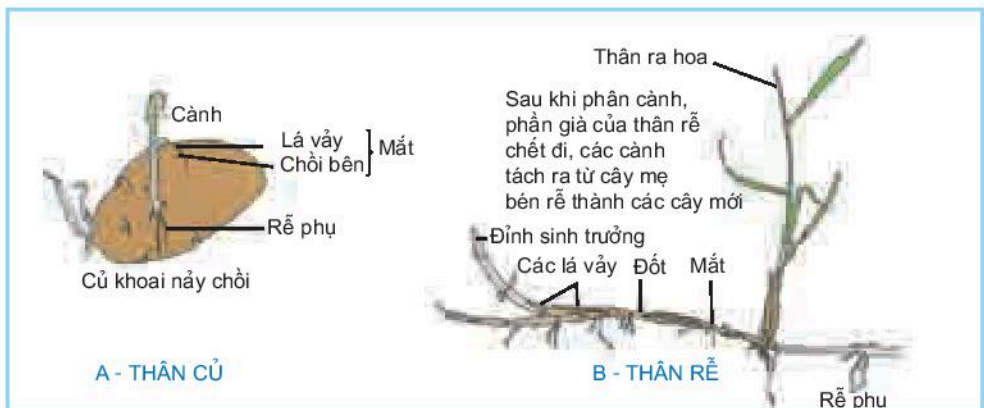 Cành
Lá vảy
Chồi bên
Mắt
Rễ phụ
Củ khoai nảy chồi
A - THÂN CỦ
Thân ra hoa
Sau khi phân cành,
phần già của thân rễ
chết đi, các cành
tách ra từ cây mẹ
bén rễ thành các cây mới
Đỉnh sinh trưởng
Các lá vảy Đốt Mắt
B - THÂN RỄ
Rễ phụ